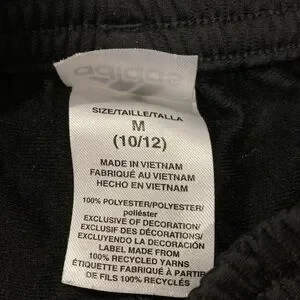 adidas
SIZE/TAILLE/TALLA
M
(10/12)
MADE IN VIETNAM
FABRIQUÉ AU VIETNAM
HECHO EN VIETNAM
100% POLYESTER/POLYESTER/
poliéster
EXCLUSIVE OF DECORATION/
EXCLUSIF DES DÉCORATIONS/
EXCLUYENDO LA DECORACIÓN
LABEL MADE FROM
100% RECYCLED YARNS
ÉTIQUETTE FABRIQUÉ À PARTIR
DE FILS 100% RECYCLÉS